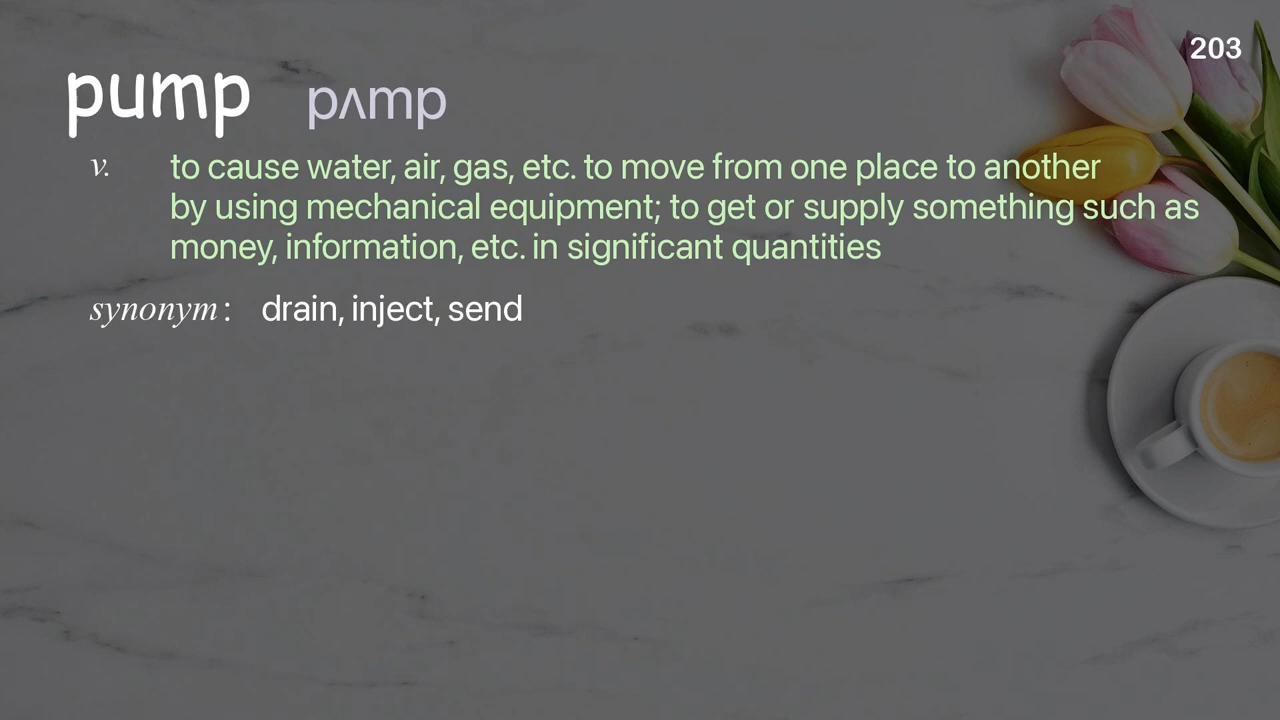 203
pump pʌmp
v. to cause water, air, gas, etc. to move from one place to another
by using mechanical equipment; to get or supply something such as
money, information, etc. in significant quantities
synonym: drain, inject, send